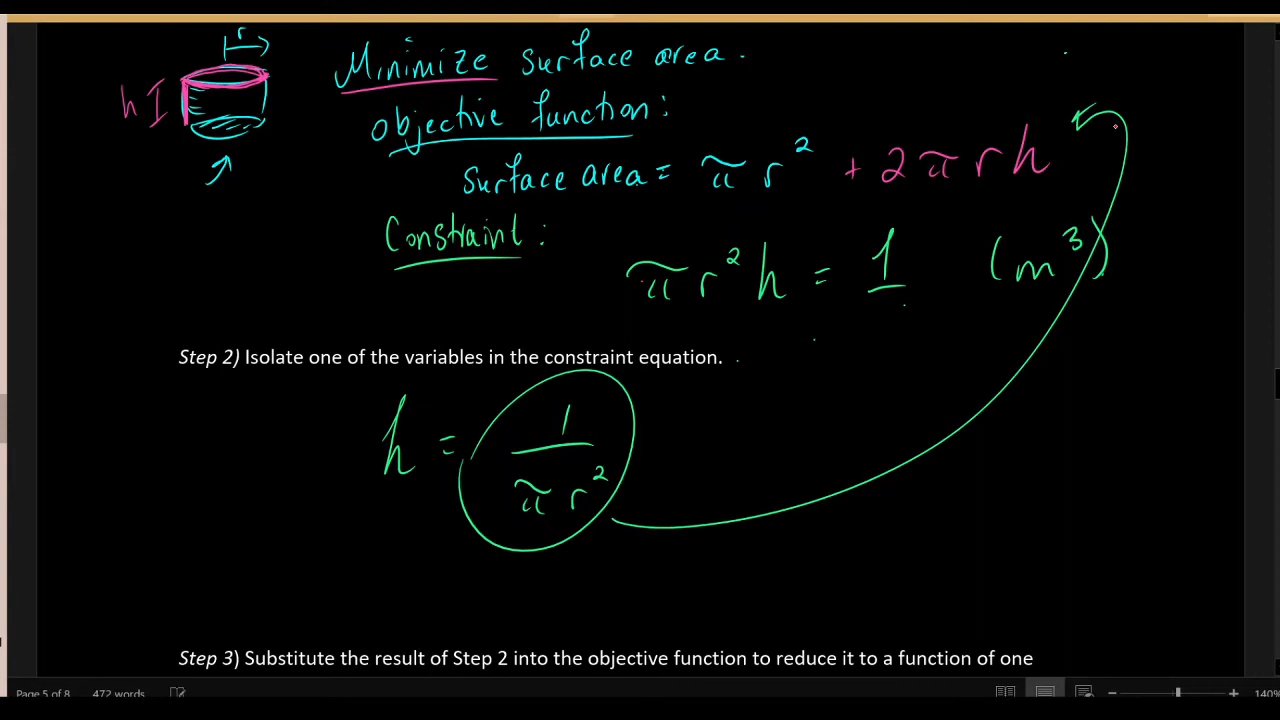 r
h
Minimize surface area.
objective function:
surface area = πr² + 2πrh
Constraint:
πr²h = 1 (m³)
Step 2) Isolate one of the variables in the constraint equation.
h = 1/πr²
Step 3) Substitute the result of Step 2 into the objective function to reduce it to a function of one
Page 5 of 8 472 words 140%